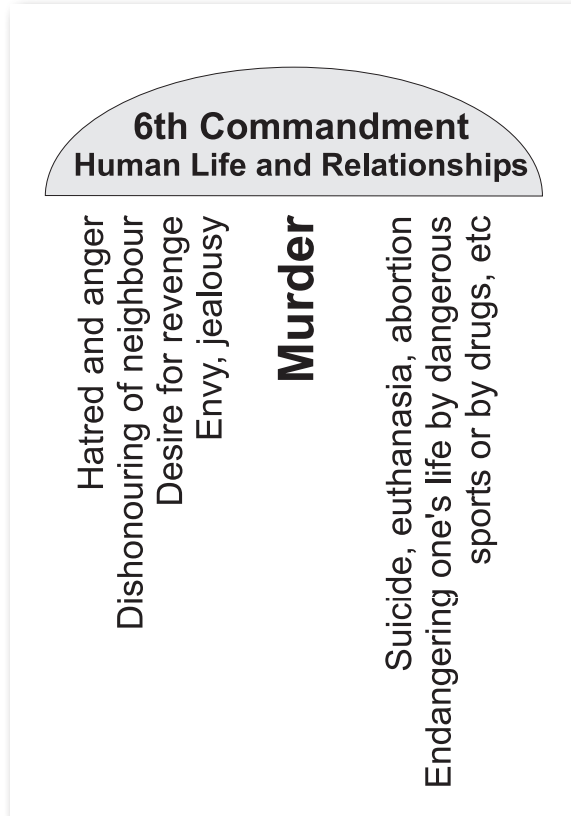 6th Commandment
Human Life and Relationships
Hatred and anger
Dishonouring of neighbour
Desire for revenge
Envy, jealousy
Murder
Suicide, euthanasia, abortion
Endangering one's life by dangerous
sports or by drugs, etc